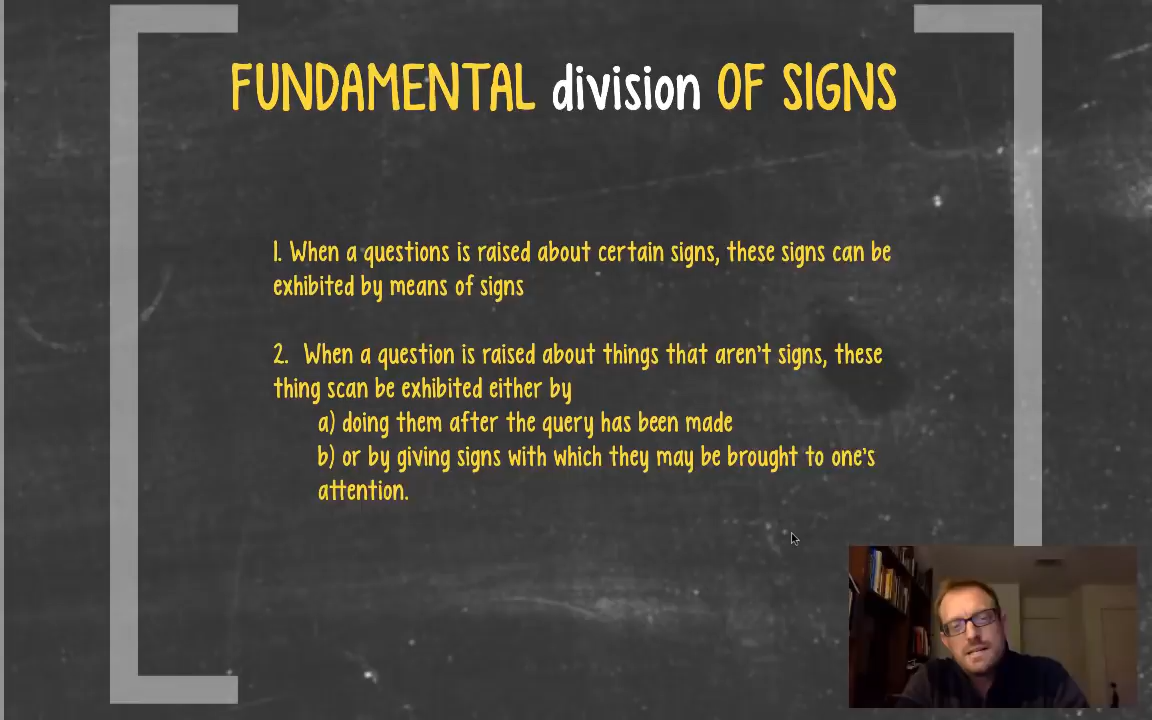 FUNDAMENTAL division OF SIGNS
1. When a questions is raised about certain signs, these signs can be
exhibited by means of signs
2. When a question is raised about things that aren't signs, these
thing scan be exhibited either by
a) doing them after the query has been made
b) or by giving signs with which they may be brought to one's
attention.